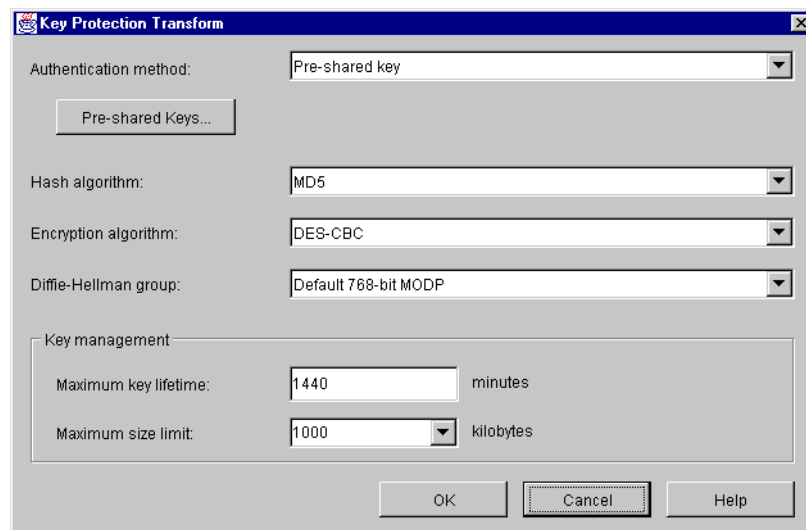 Key Protection Transform
Authentication method: Pre-shared key
Pre-shared Keys...
Hash algorithm: MD5
Encryption algorithm: DES-CBC
Diffie-Hellman group: Default 768-bit MODP
Key management
Maximum key lifetime: 1440 minutes
Maximum size limit: 1000 kilobytes
OK Cancel Help